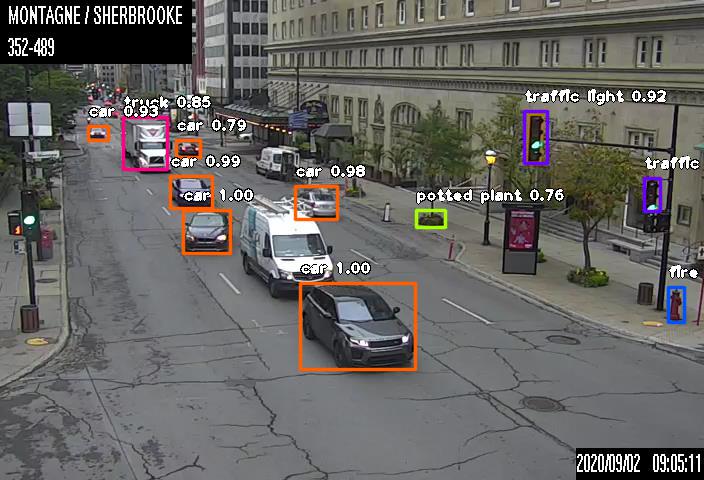 MONTAGNE / SHERBROOKE
352-489
truck 0.85
car 0.93
car 0.79
car 0.99
car 1.00
car 0.98
car 1.00
potted plant 0.76
traffic light 0.92
traffic
fire
2020/09/02 09:05:11